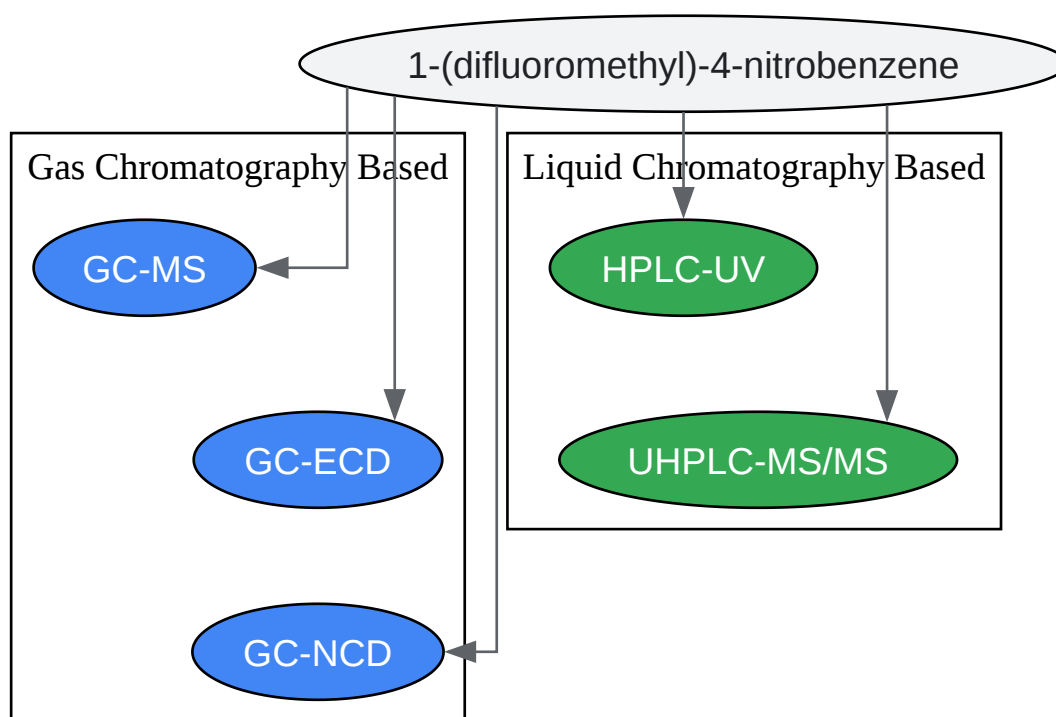 1-(difluoromethyl)-4-nitrobenzene
Gas Chromatography Based
GC-MS
GC-ECD
GC-NCD
Liquid Chromatography Based
HPLC-UV
UHPLC-MS/MS